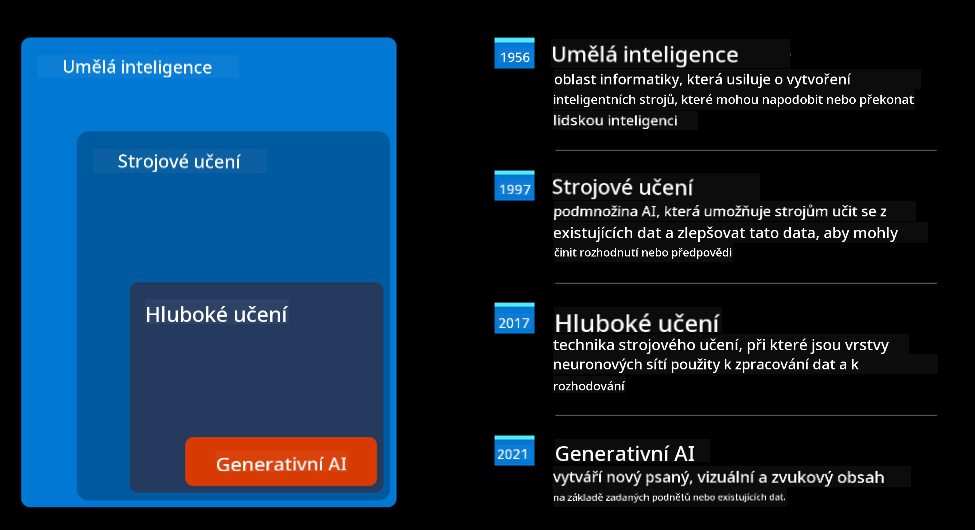 Umělá inteligence
Strojové učení
Hluboké učení
Generativní AI
1956
Umělá inteligence
oblast informatiky, která usiluje o vytvoření
inteligentních strojů, které mohou napodobit nebo překonat
lidskou inteligenci
1997
Strojové učení
podmnožina AI, která umožňuje strojům učit se z
existujících dat a zlepšovat tato data, aby mohly
činit rozhodnutí nebo předpovědi
2017
Hluboké učení
technika strojového učení, při které jsou vrstvy
neuronových sítí použity k zpracování dat a k
rozhodování
2021
Generativní AI
vytváří nový psaný, vizuální a zvukový obsah
na základě zadaných podnětů nebo existujících dat.